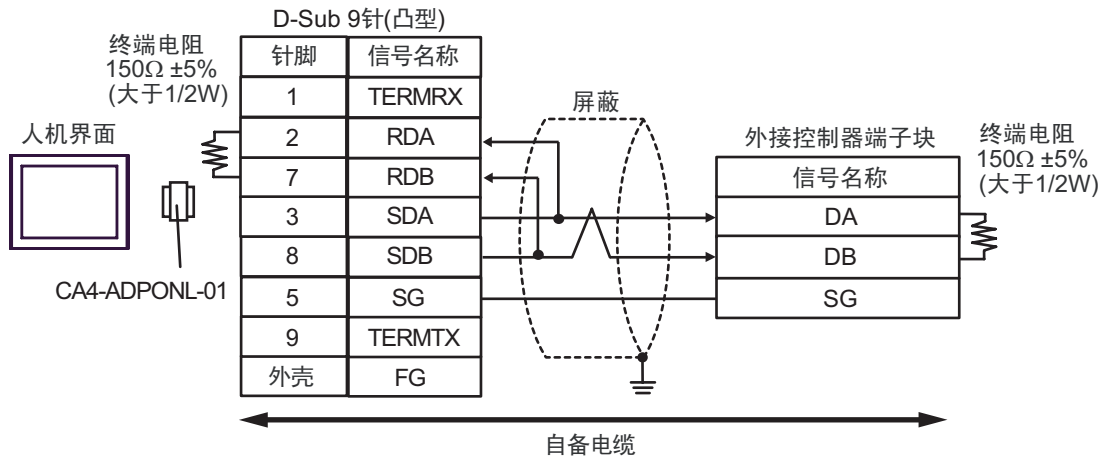 D-Sub 9针(凸型)
终端电阻
150Ω ±5%
(大于1/2W)
针脚 信号名称
1 TERMRX
2 RDA
7 RDB
3 SDA
8 SDB
5 SG
9 TERMTX
外壳 FG
人机界面
CA4-ADPONL-01
屏蔽
外接控制器端子块
信号名称
DA
DB
SG
终端电阻
150Ω ±5%
(大于1/2W)
自备电缆